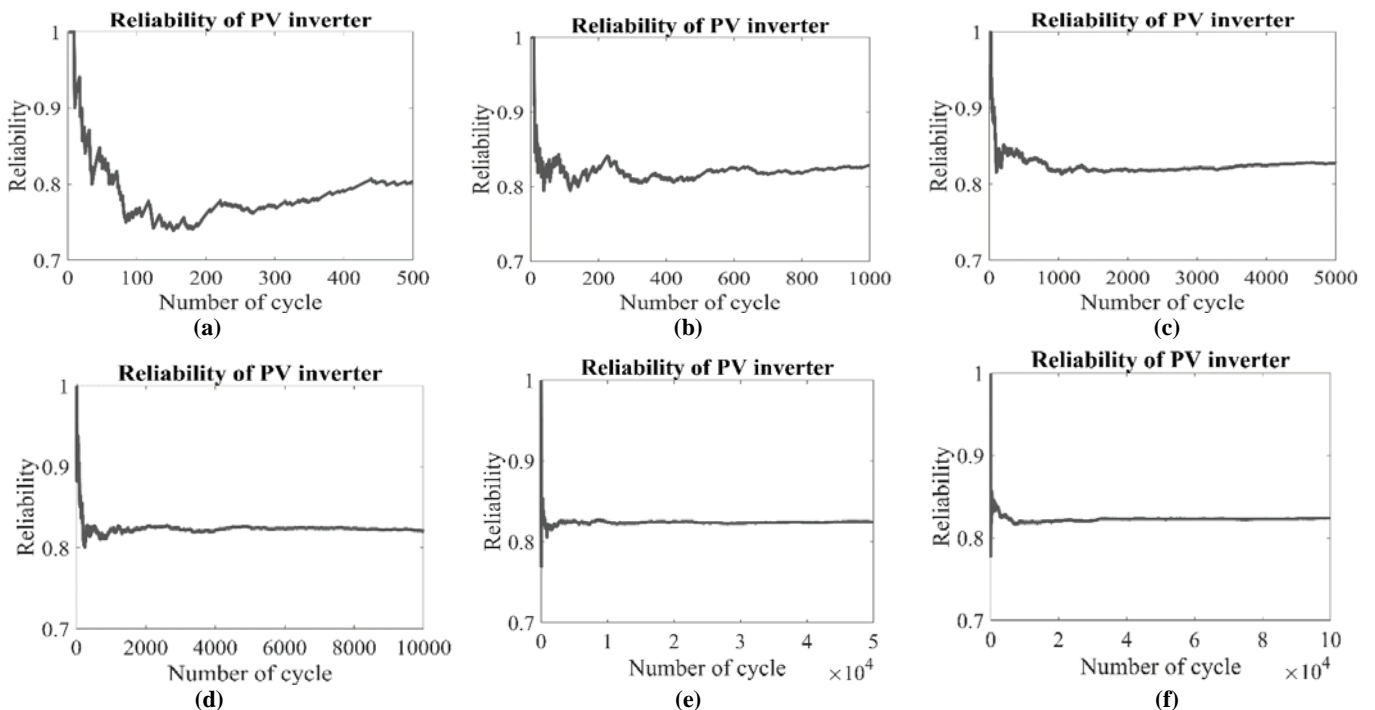 Reliability of PV inverter
1
0.9
0.8
0.7
Reliability
0 100 200 300 400 500
Number of cycle
(a)
Reliability of PV inverter
1
0.9
0.8
0.7
Reliability
0 200 400 600 800 1000
Number of cycle
(b)
Reliability of PV inverter
1
0.9
0.8
0.7
Reliability
0 1000 2000 3000 4000 5000
Number of cycle
(c)
Reliability of PV inverter
1
0.9
0.8
0.7
Reliability
0 2000 4000 6000 8000 10000
Number of cycle
(d)
Reliability of PV inverter
1
0.9
0.8
0.7
Reliability
0 1 2 3 4 5
Number of cycle ×10⁴
(e)
Reliability of PV inverter
1
0.9
0.8
0.7
Reliability
0 2 4 6 8 10
Number of cycle ×10⁴
(f)